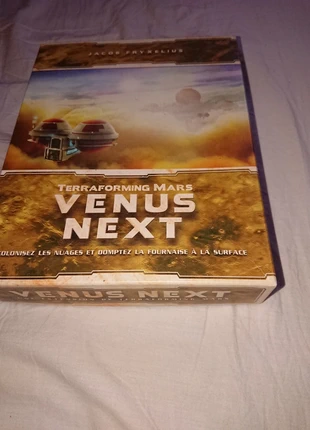 JACOB FRYXELIUS
TERRAFORMING MARS
VENUS
NEXT
COLONISEZ LES NUAGES ET DOMPTEZ LA FOURNAISE À LA SURFACE
VENUS NEXT